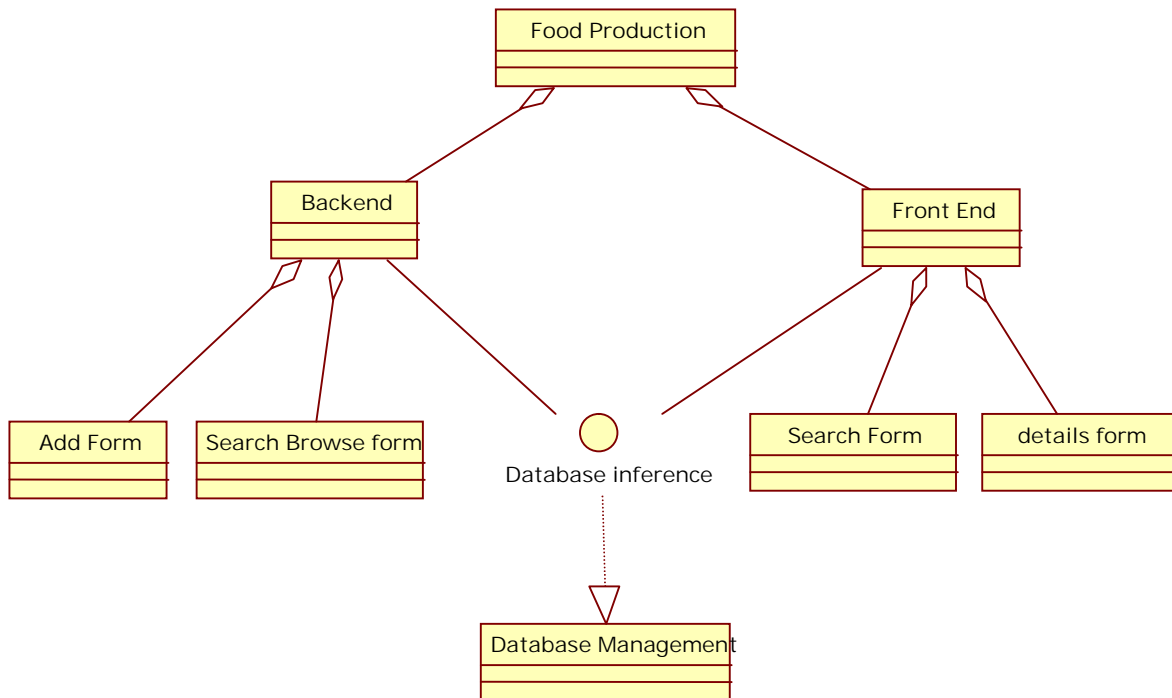 Food Production
Backend
Front End
Add Form
Search Browse form
Database inference
Search Form
details form
Database Management